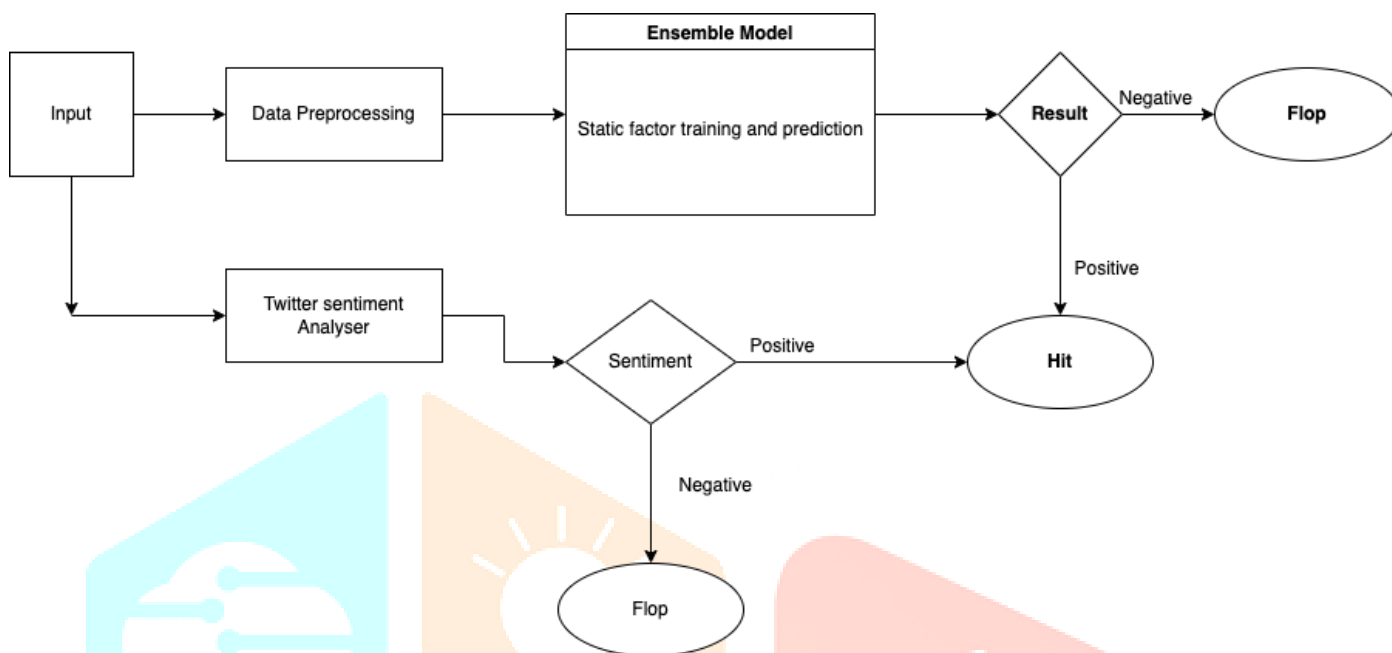 Ensemble Model
Input
Data Preprocessing
Static factor training and prediction
Result
Negative
Flop
Positive
Twitter sentiment
Analyser
Sentiment
Positive
Hit
Negative
Flop